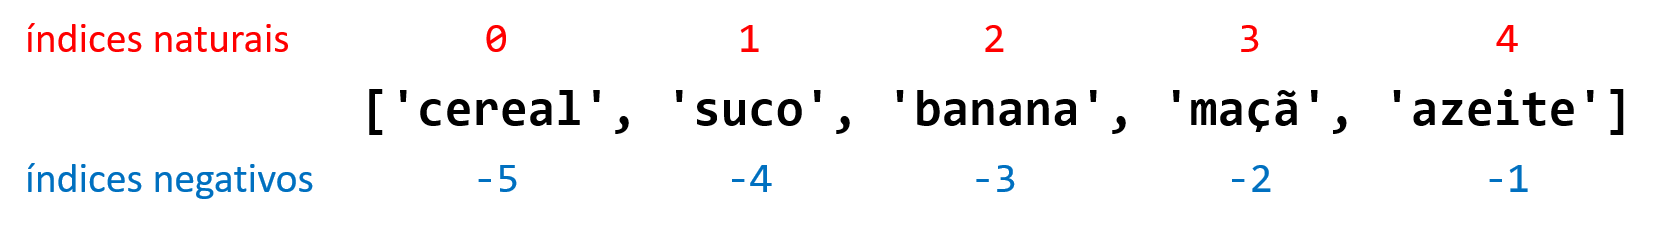 índices naturais 0 1 2 3 4
['cereal', 'suco', 'banana', 'maçã', 'azeite']
índices negativos -5 -4 -3 -2 -1